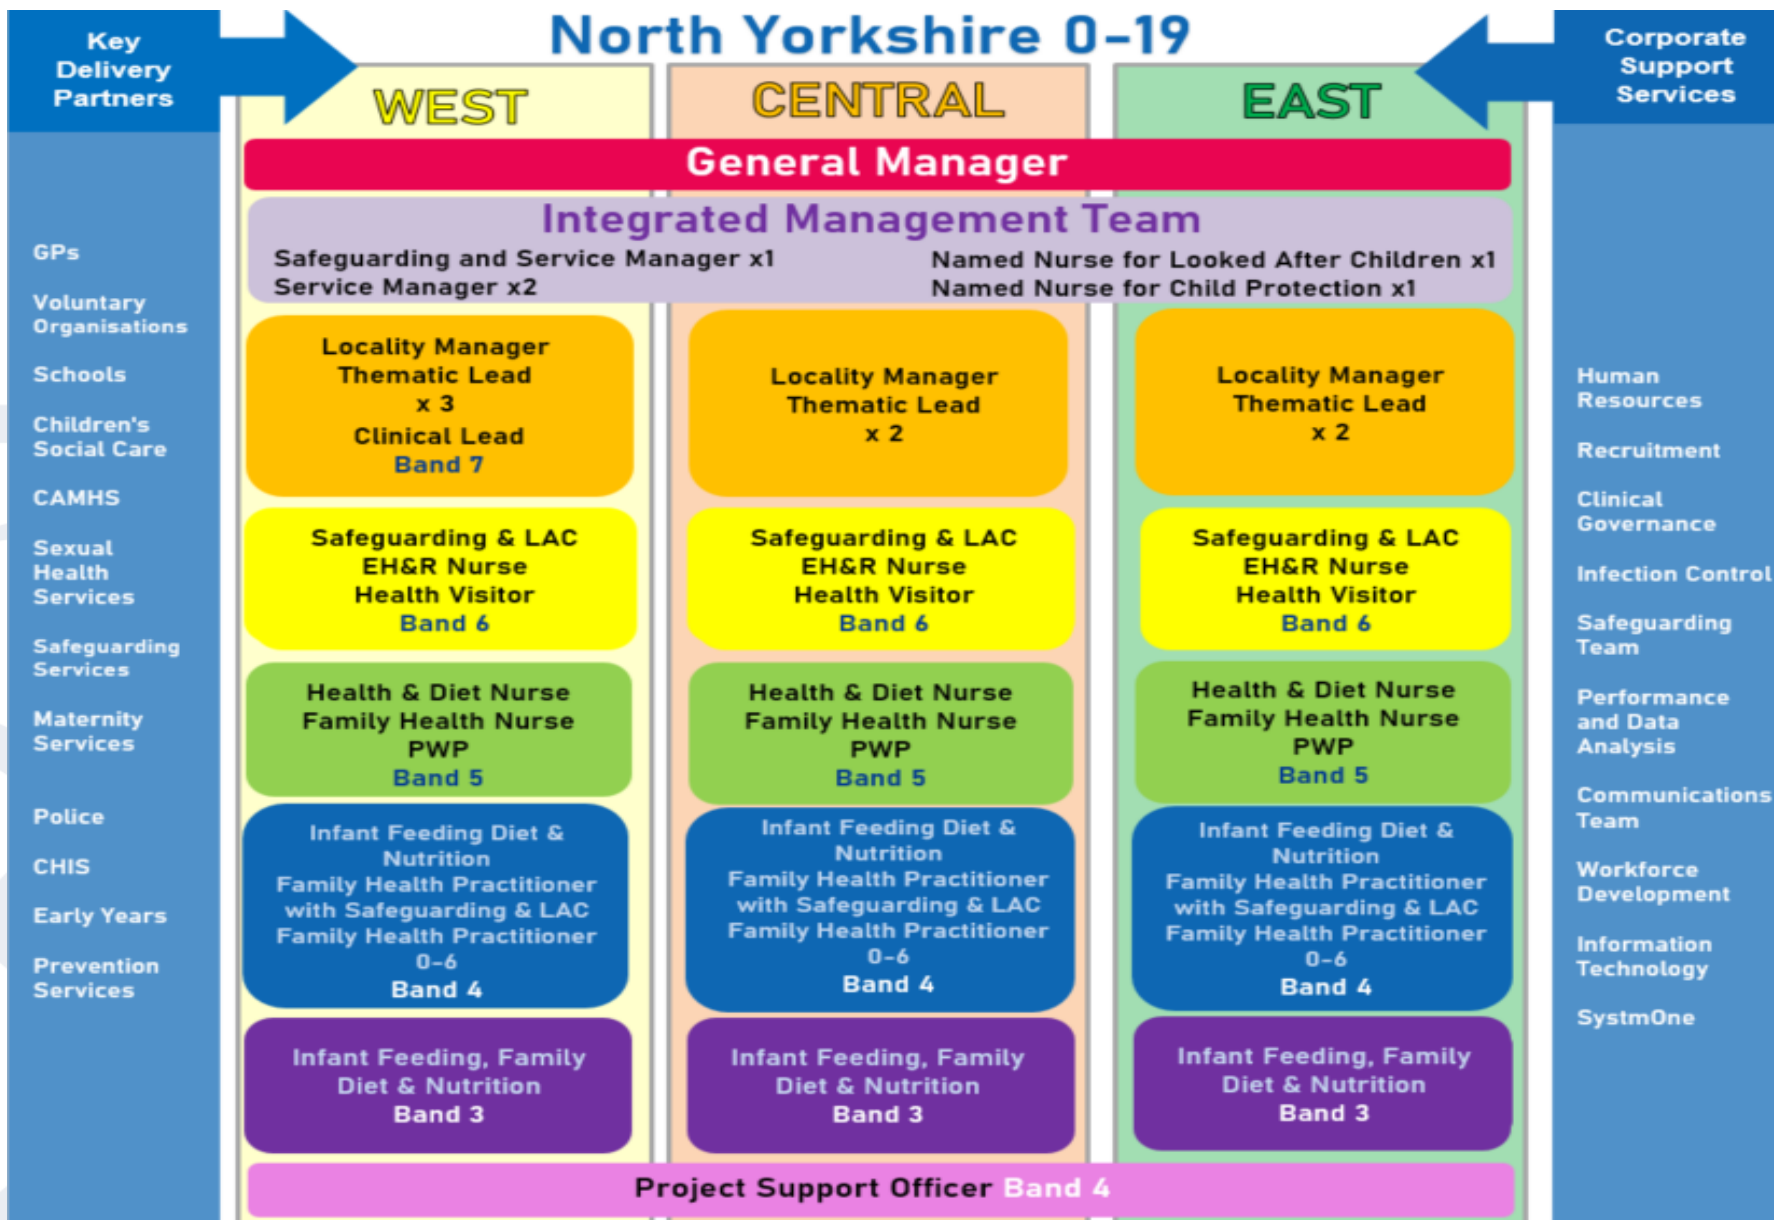 North Yorkshire 0-19
Key
Delivery
Partners
GPs
Voluntary
Organisations
Schools
Children's
Social Care
CAMHS
Sexual
Health
Services
Safeguarding
Services
Maternity
Services
Police
CHIS
Early Years
Prevention
Services
WEST
CENTRAL
EAST
General Manager
Integrated Management Team
Safeguarding and Service Manager x1
Service Manager x2
Named Nurse for Looked After Children x1
Named Nurse for Child Protection x1
Locality Manager
Thematic Lead
x 3
Clinical Lead
Band 7
Locality Manager
Thematic Lead
x 2
Locality Manager
Thematic Lead
x 2
Safeguarding & LAC
EH&R Nurse
Health Visitor
Band 6
Safeguarding & LAC
EH&R Nurse
Health Visitor
Band 6
Safeguarding & LAC
EH&R Nurse
Health Visitor
Band 6
Health & Diet Nurse
Family Health Nurse
PWP
Band 5
Health & Diet Nurse
Family Health Nurse
PWP
Band 5
Health & Diet Nurse
Family Health Nurse
PWP
Band 5
Infant Feeding Diet &
Nutrition
Family Health Practitioner
with Safeguarding & LAC
Family Health Practitioner
0-6
Band 4
Infant Feeding Diet &
Nutrition
Family Health Practitioner
with Safeguarding & LAC
Family Health Practitioner
0-6
Band 4
Infant Feeding Diet &
Nutrition
Family Health Practitioner
with Safeguarding & LAC
Family Health Practitioner
0-6
Band 4
Infant Feeding, Family
Diet & Nutrition
Band 3
Infant Feeding, Family
Diet & Nutrition
Band 3
Infant Feeding, Family
Diet & Nutrition
Band 3
Project Support Officer Band 4
Corporate
Support
Services
Human
Resources
Recruitment
Clinical
Governance
Infection Control
Safeguarding
Team
Performance
and Data
Analysis
Communications
Team
Workforce
Development
Information
Technology
SystmOne